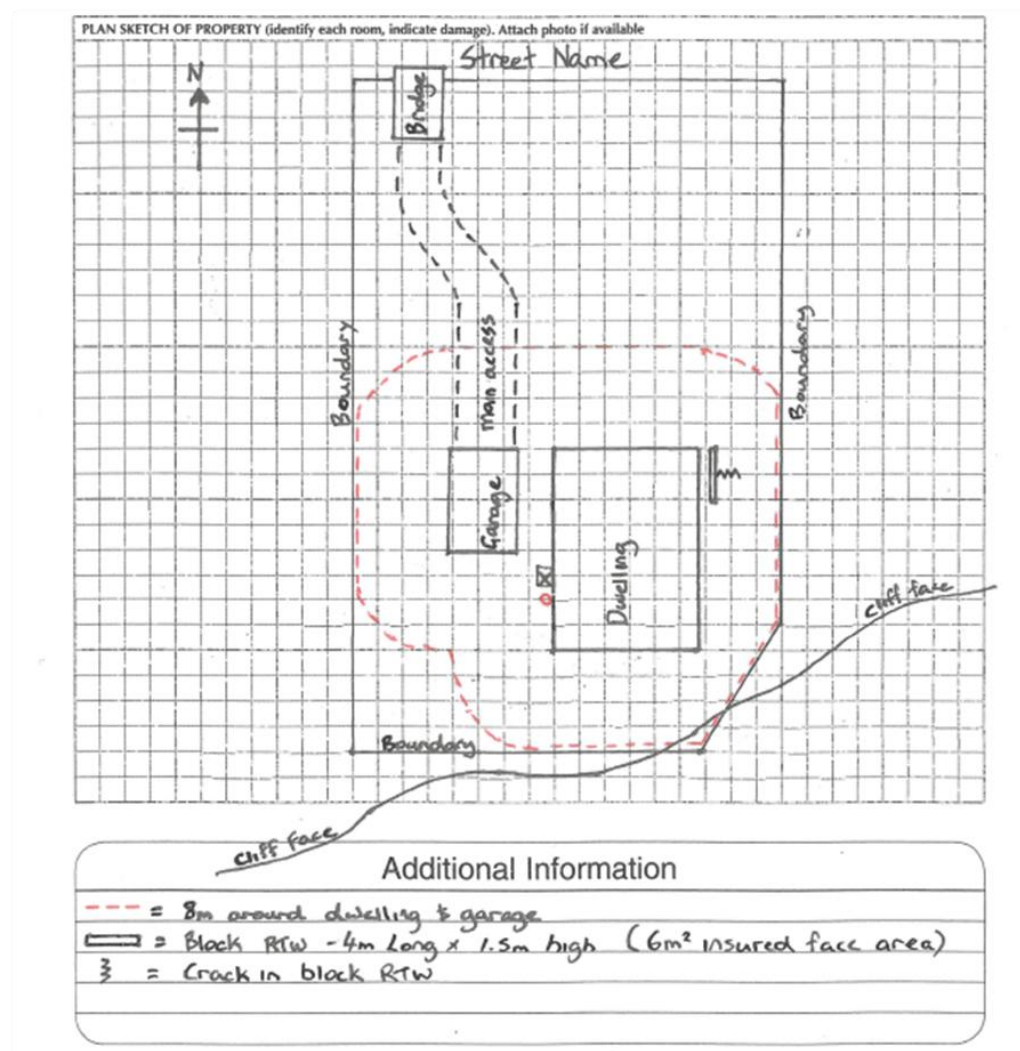 PLAN SKETCH OF PROPERTY (identify each room, indicate damage). Attach photo if available
Street Name
N
Bridge
main access
Boundary
Boundary
Garage
Dwelling
Cliff face
Boundary
Cliff face
Additional Information
= 8m around dwelling & garage
= Block RTW - 4m Long x 1.5m high (6m² insured face area)
= Crack in block RTW